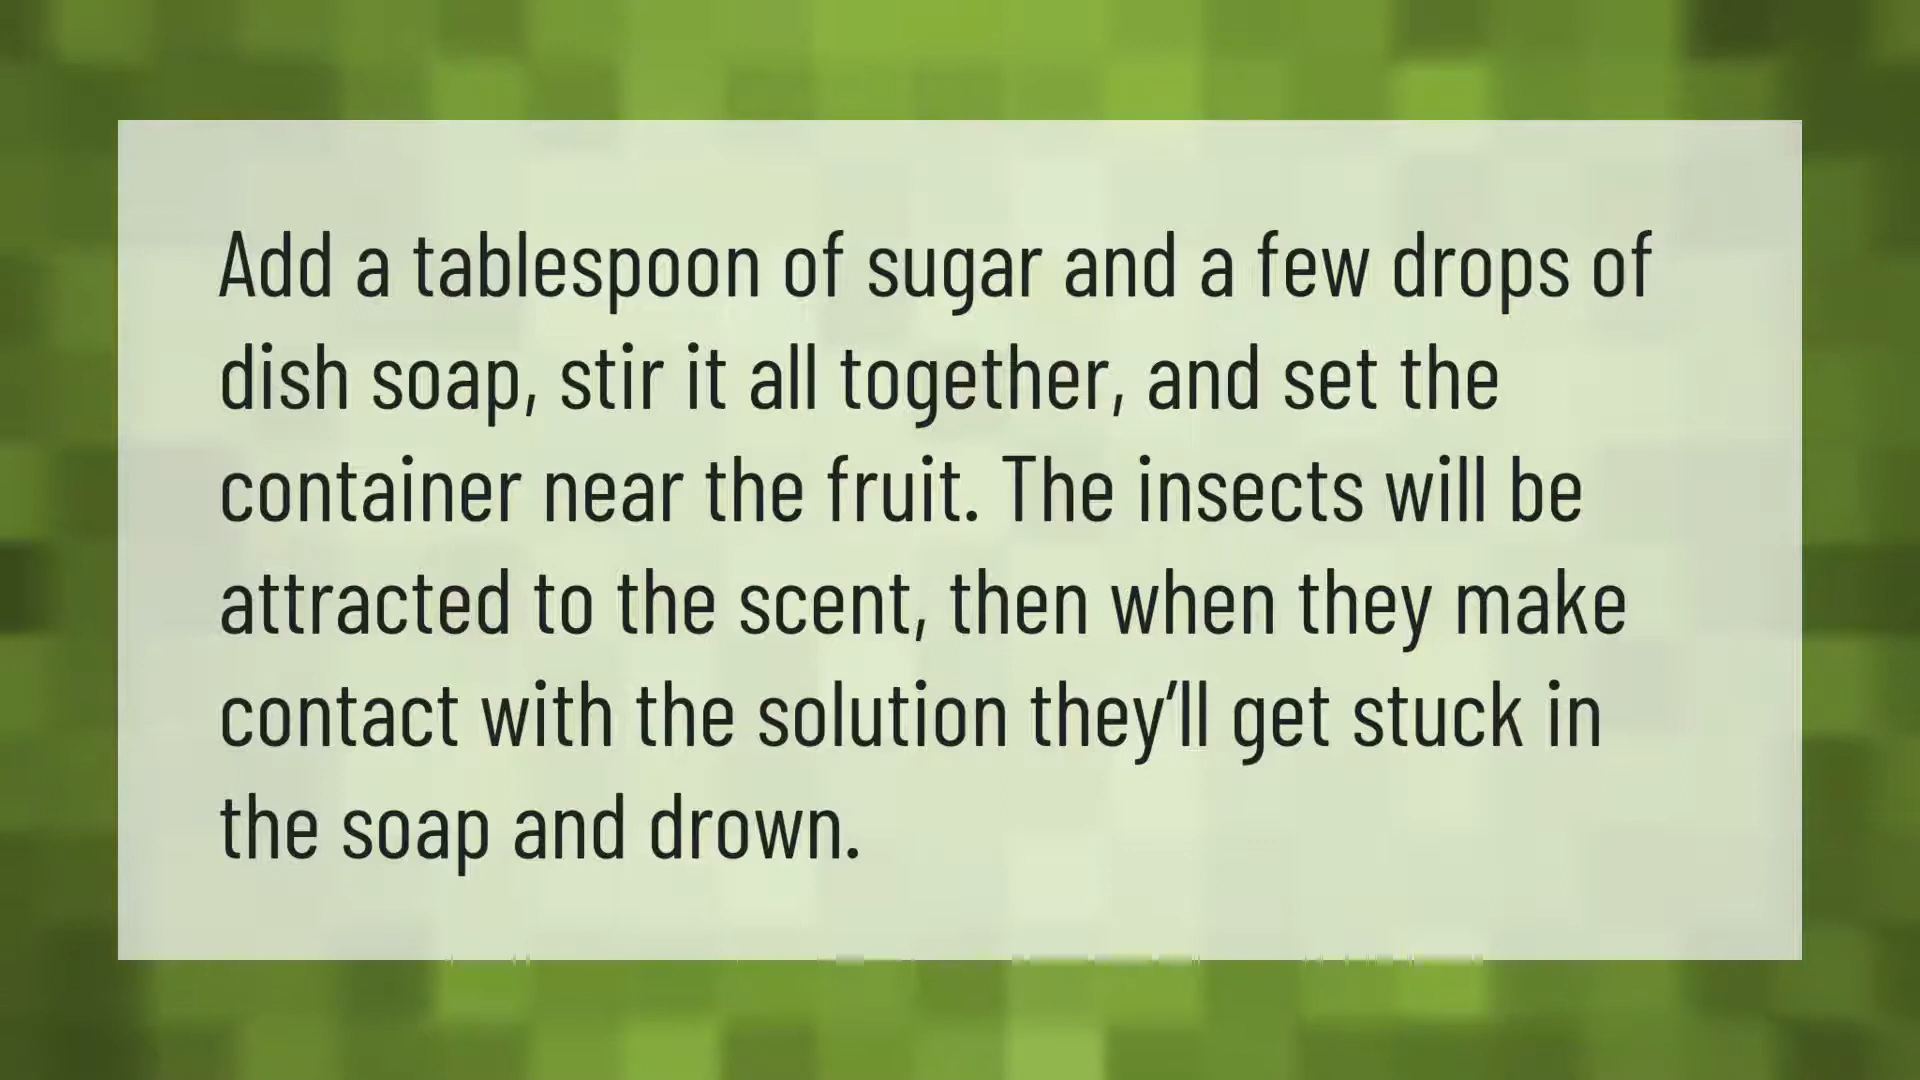 Add a tablespoon of sugar and a few drops of
dish soap, stir it all together, and set the
container near the fruit. The insects will be
attracted to the scent, then when they make
contact with the solution they’ll get stuck in
the soap and drown.